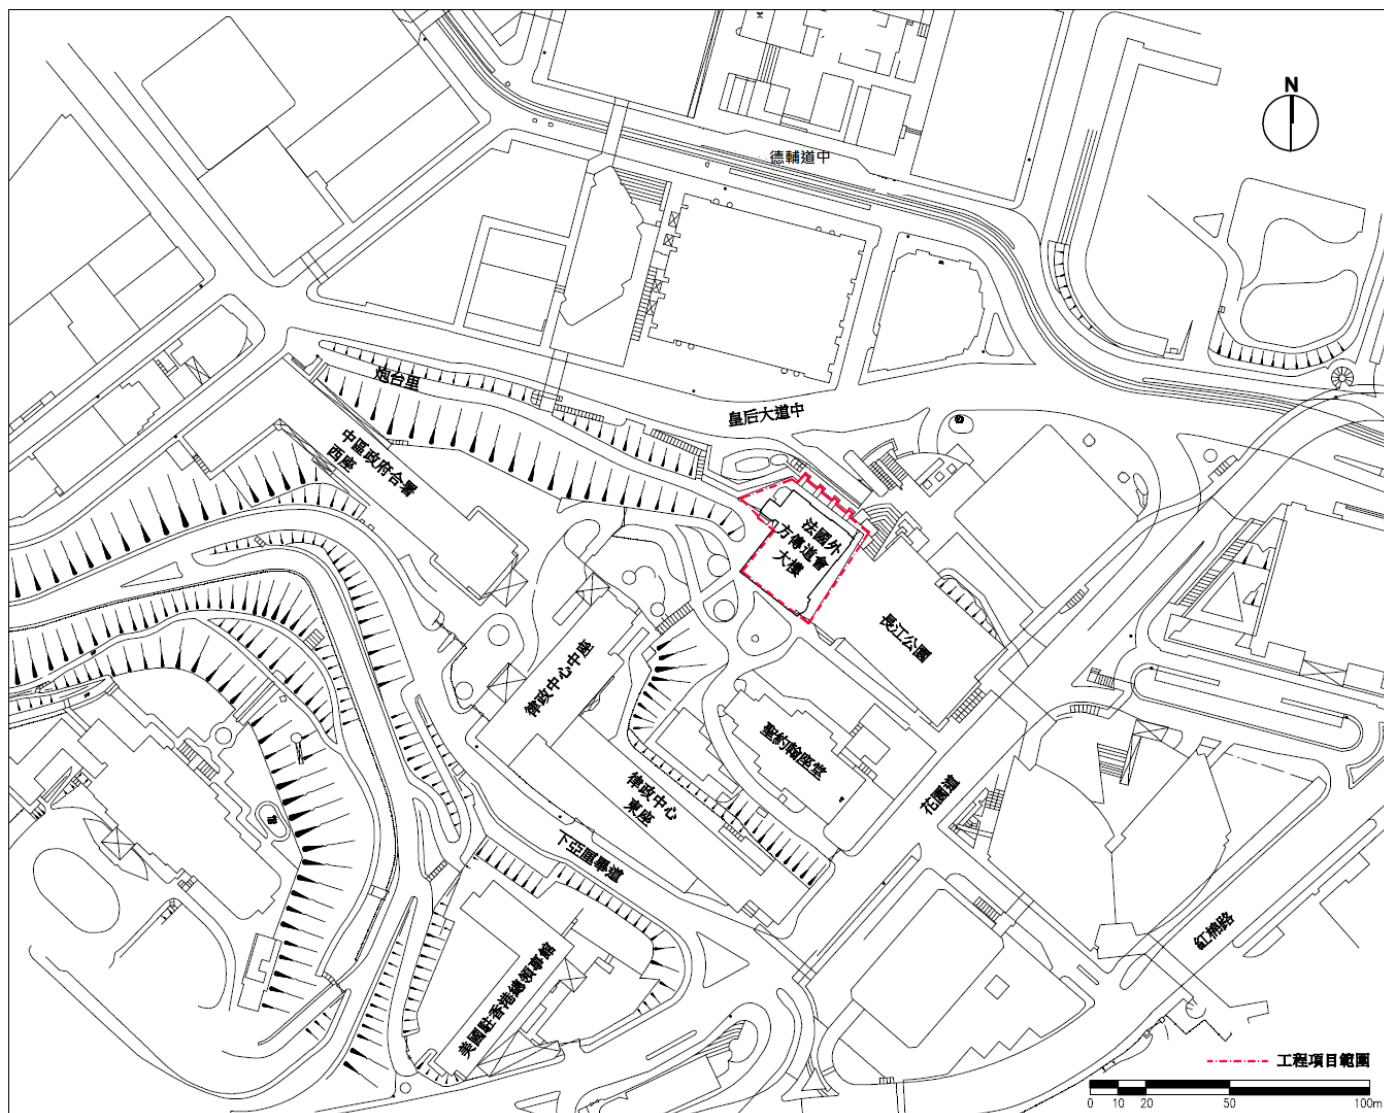 N
德輔道中
炮台里
皇后大道中
中區政府合署
西座
法國外
方傳道會
大樓
長江公園
律政中心中座
聖約翰座堂
律政中心
東座
花園道
下亞厘畢道
紅棉路
美國駐香港總領事館
工程項目範圍
0 10 20 50 100m